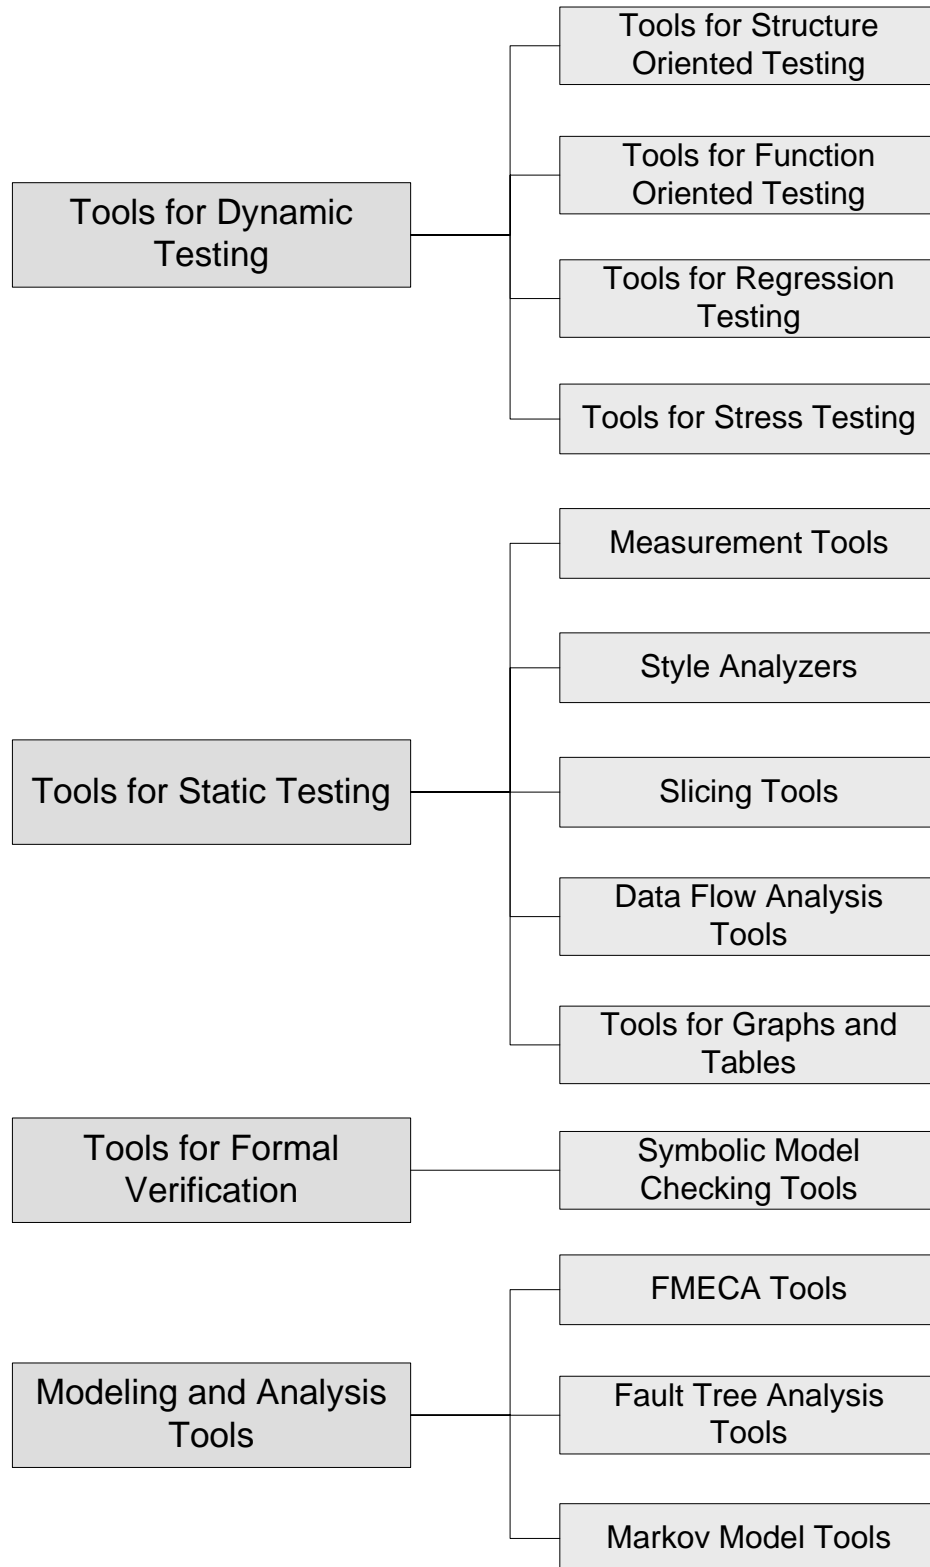 Tools for Structure
Oriented Testing
Tools for Function
Oriented Testing
Tools for Dynamic
Testing
Tools for Regression
Testing
Tools for Stress Testing
Measurement Tools
Style Analyzers
Tools for Static Testing
Slicing Tools
Data Flow Analysis
Tools
Tools for Graphs and
Tables
Tools for Formal
Verification
Symbolic Model
Checking Tools
FMECA Tools
Modeling and Analysis
Tools
Fault Tree Analysis
Tools
Markov Model Tools